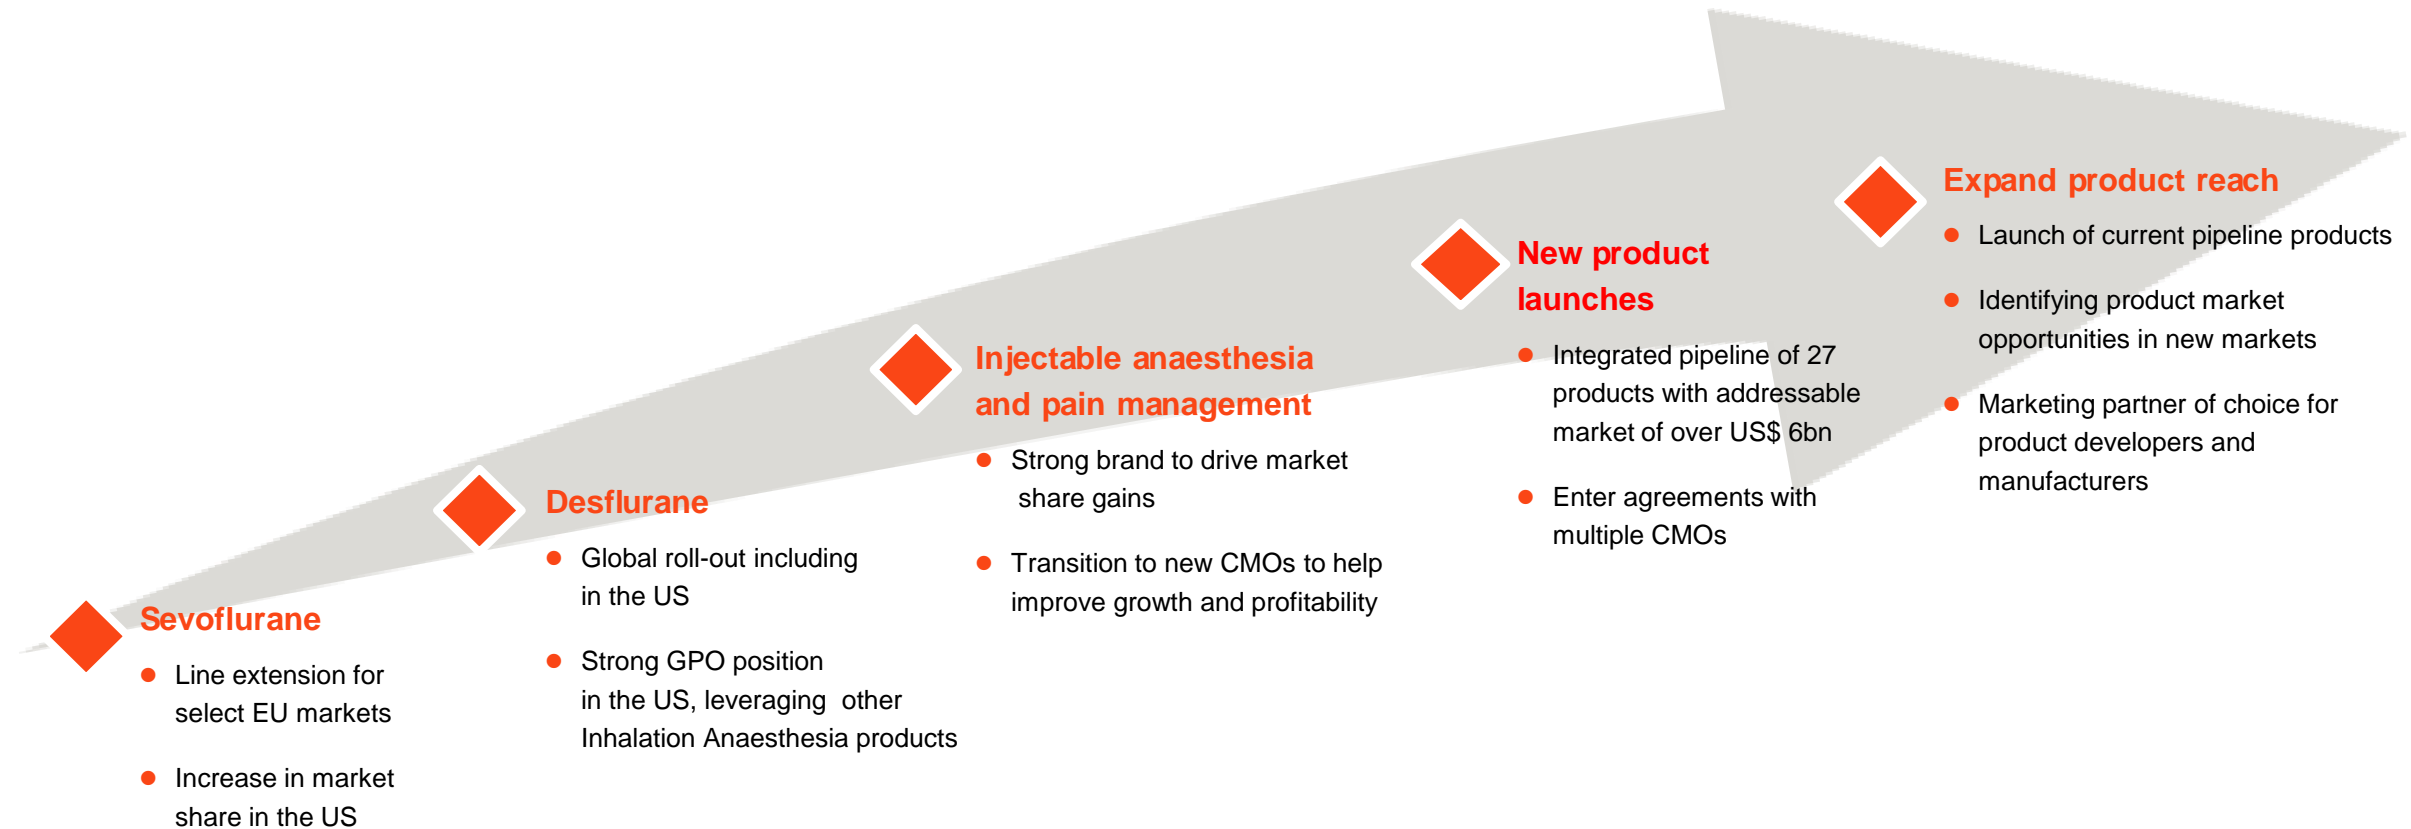 Sevoflurane
Line extension for
select EU markets
Increase in market
share in the US
Desflurane
Global roll-out including
in the US
Strong GPO position
in the US, leveraging other
Inhalation Anaesthesia products
Injectable anaesthesia
and pain management
Strong brand to drive market
share gains
Transition to new CMOs to help
improve growth and profitability
New product
launches
Integrated pipeline of 27
products with addressable
market of over US$ 6bn
Enter agreements with
multiple CMOs
Expand product reach
Launch of current pipeline products
Identifying product market
opportunities in new markets
Marketing partner of choice for
product developers and
manufacturers